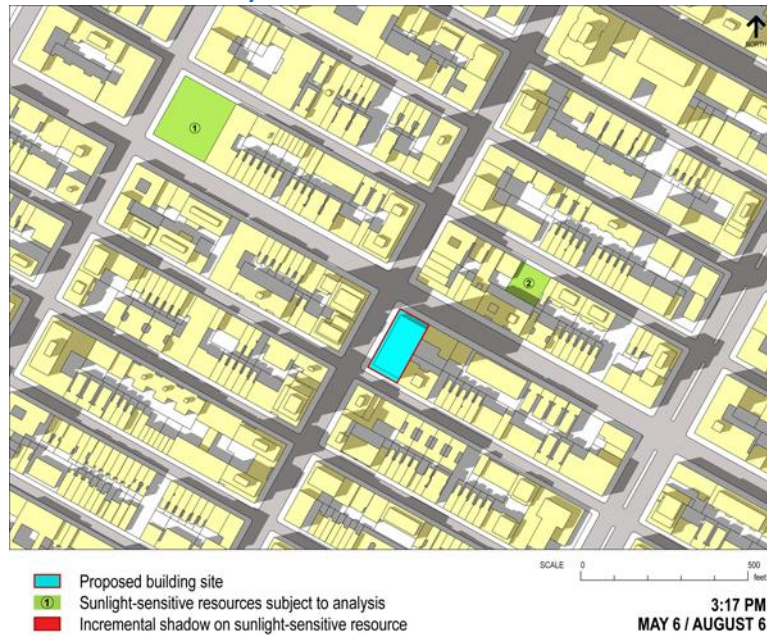 NORTH
①
②
SCALE 0 500
feet
Proposed building site
① Sunlight-sensitive resources subject to analysis
Incremental shadow on sunlight-sensitive resource
3:17 PM
MAY 6 / AUGUST 6